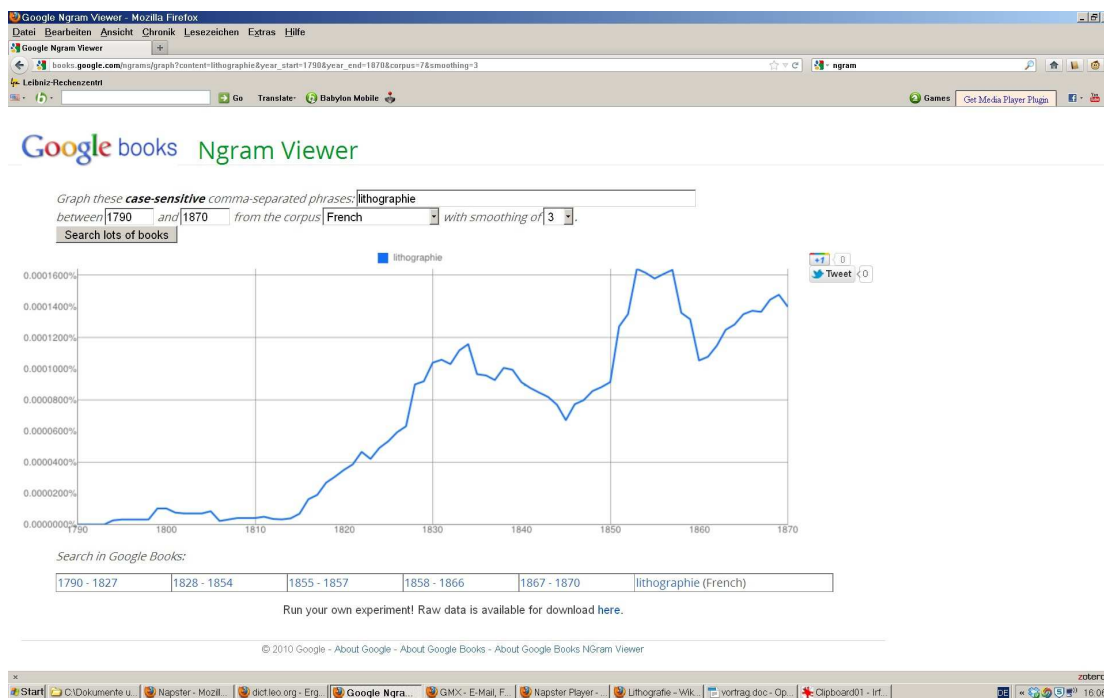 Google Ngram Viewer - Mozilla Firefox
Datei Bearbeiten Ansicht Chronik Lesezeichen Extras Hilfe
Google Ngram Viewer
books.google.com/ngrams/graph?content=lithographie&year_start=1790&year_end=1870&corpus=7&smoothing=3 ngram
Leibniz-Rechenzentri
Go Translate Babylon Mobile Games Get Media Player Plugin
Google books Ngram Viewer
Graph these case-sensitive comma-separated phrases: lithographie
between 1790 and 1870 from the corpus French with smoothing of 3 .
Search lots of books
lithographie
+1 0
Tweet 0
0.0001600%
0.0001400%
0.0001200%
0.0001000%
0.0000800%
0.0000600%
0.0000400%
0.0000200%
0.0000000%
1790 1800 1810 1820 1830 1840 1850 1860 1870
Search in Google Books:
1790 - 1827 1828 - 1854 1855 - 1857 1858 - 1866 1867 - 1870 lithographie (French)
Run your own experiment! Raw data is available for download here.
© 2010 Google - About Google - About Google Books - About Google Books NGram Viewer
× zotero
Start C:\Dokumente u... Napster - Mozill... dict.leo.org - Erg... Google Ngra... GMX - E-Mail, F... Napster Player -... Lithografie – Wik... vortrag.doc - Op... Clipboard01 - Irf... DE 16:06